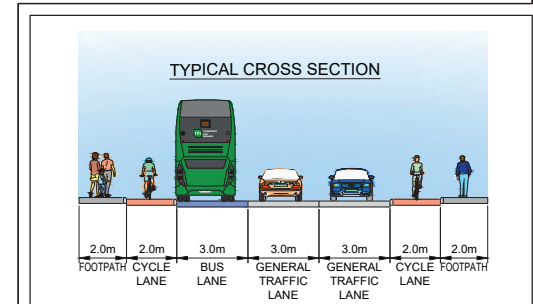 TYPICAL CROSS SECTION
2.0m 2.0m 3.0m 3.0m 3.0m 2.0m 2.0m
FOOTPATH CYCLE BUS GENERAL GENERAL CYCLE FOOTPATH
LANE LANE TRAFFIC TRAFFIC LANE
LANE LANE